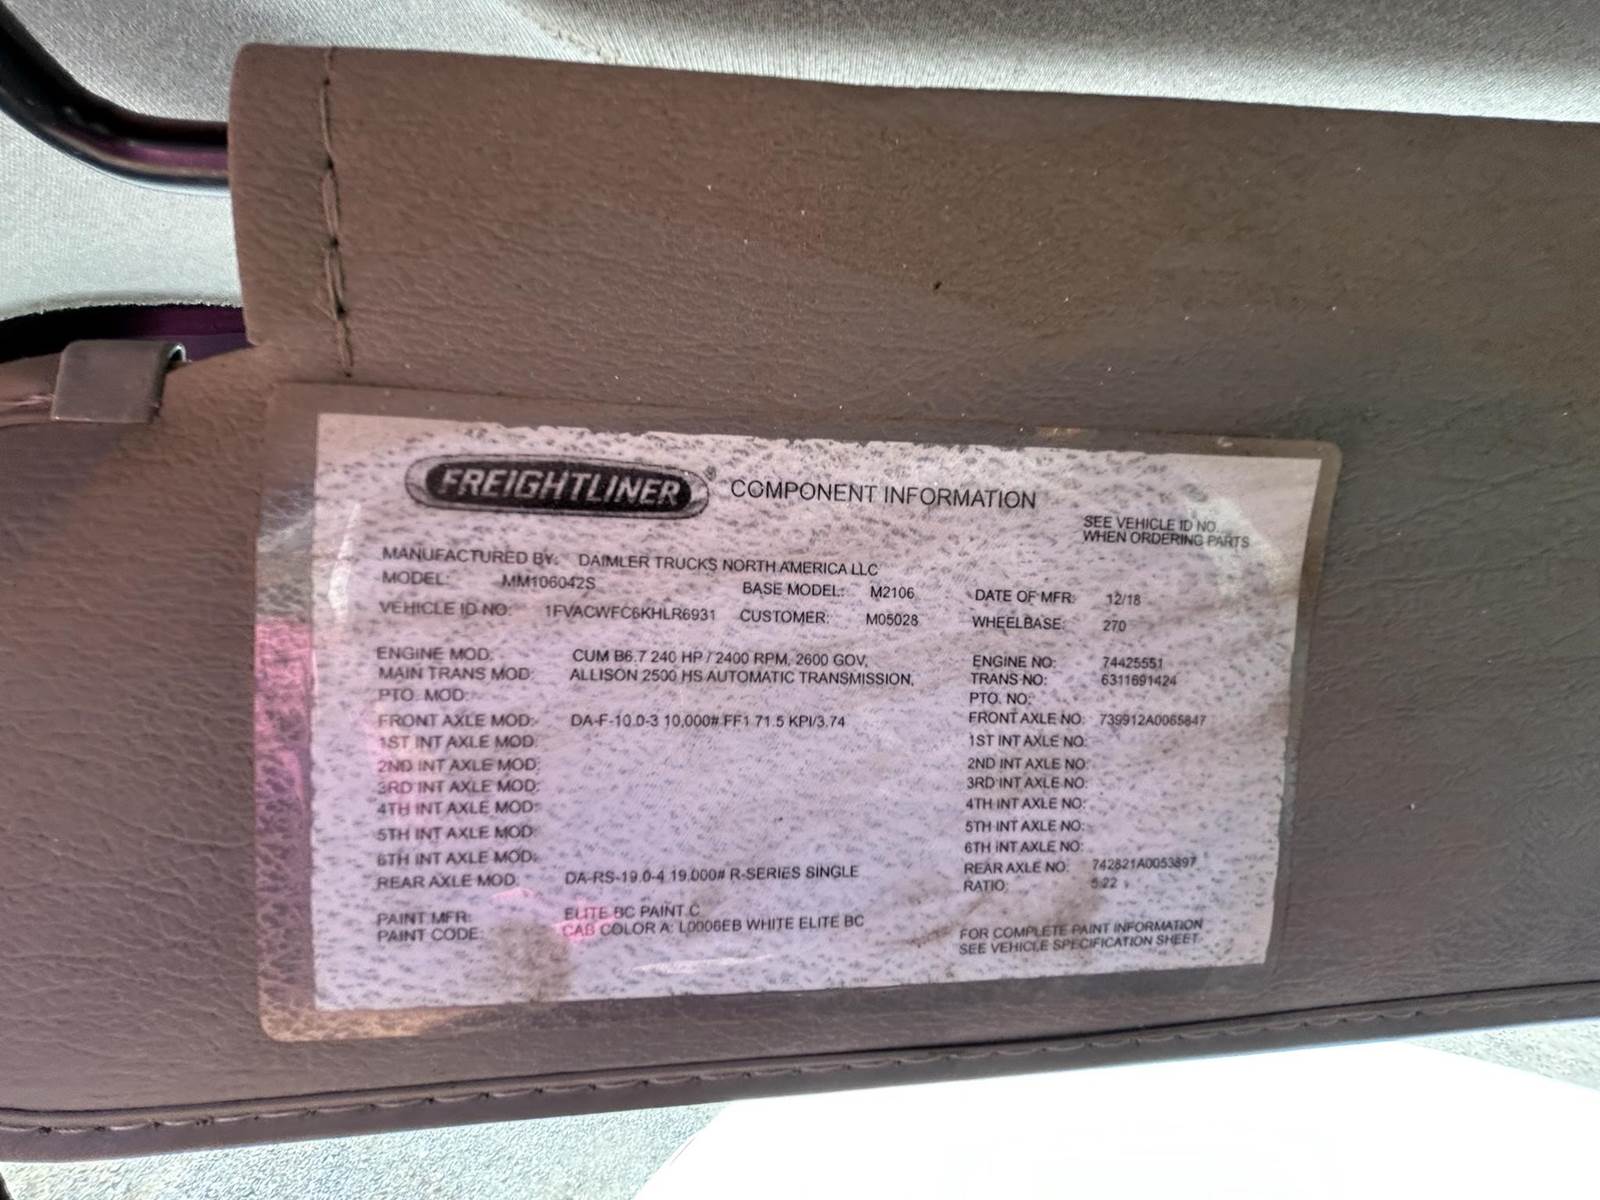 FREIGHTLINER® COMPONENT INFORMATION
SEE VEHICLE ID NO.
WHEN ORDERING PARTS
MANUFACTURED BY: DAIMLER TRUCKS NORTH AMERICA LLC
MODEL: MM106042S BASE MODEL: M2106 DATE OF MFR: 12/18
VEHICLE ID NO: 1FVACWFC6KHLR6931 CUSTOMER: M05028 WHEELBASE: 270
ENGINE MOD: CUM B6.7 240 HP / 2400 RPM, 2600 GOV, ENGINE NO: 74425551
MAIN TRANS MOD: ALLISON 2500 HS AUTOMATIC TRANSMISSION, TRANS NO: 6311691424
PTO. MOD: PTO. NO:
FRONT AXLE MOD: DA-F-10.0-3 10,000# FF1 71.5 KPI/3.74 FRONT AXLE NO: 739912A0065847
1ST INT AXLE MOD: 1ST INT AXLE NO:
2ND INT AXLE MOD: 2ND INT AXLE NO:
3RD INT AXLE MOD: 3RD INT AXLE NO:
4TH INT AXLE MOD: 4TH INT AXLE NO:
5TH INT AXLE MOD: 5TH INT AXLE NO:
6TH INT AXLE MOD: 6TH INT AXLE NO:
REAR AXLE MOD: DA-RS-19.0-4 19,000# R-SERIES SINGLE REAR AXLE NO: 742821A0053897
RATIO: 5.22
PAINT MFR: ELITE BC PAINT C
PAINT CODE: CAB COLOR A: L0006EB WHITE ELITE BC
FOR COMPLETE PAINT INFORMATION
SEE VEHICLE SPECIFICATION SHEET